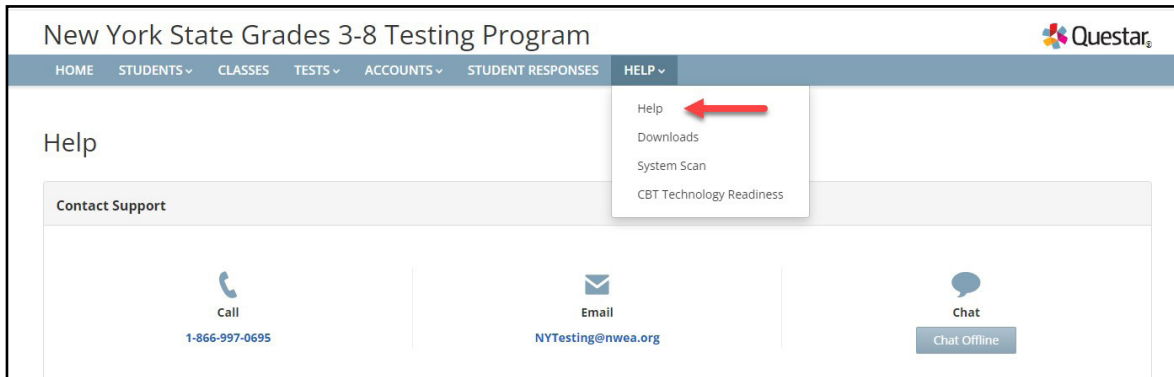 New York State Grades 3-8 Testing Program
Questar®
HOME STUDENTS CLASSES TESTS ACCOUNTS STUDENT RESPONSES HELP
Help
Downloads
System Scan
CBT Technology Readiness
Help
Contact Support
Call
1-866-997-0695
Email
NYTesting@nwea.org
Chat
Chat Offline